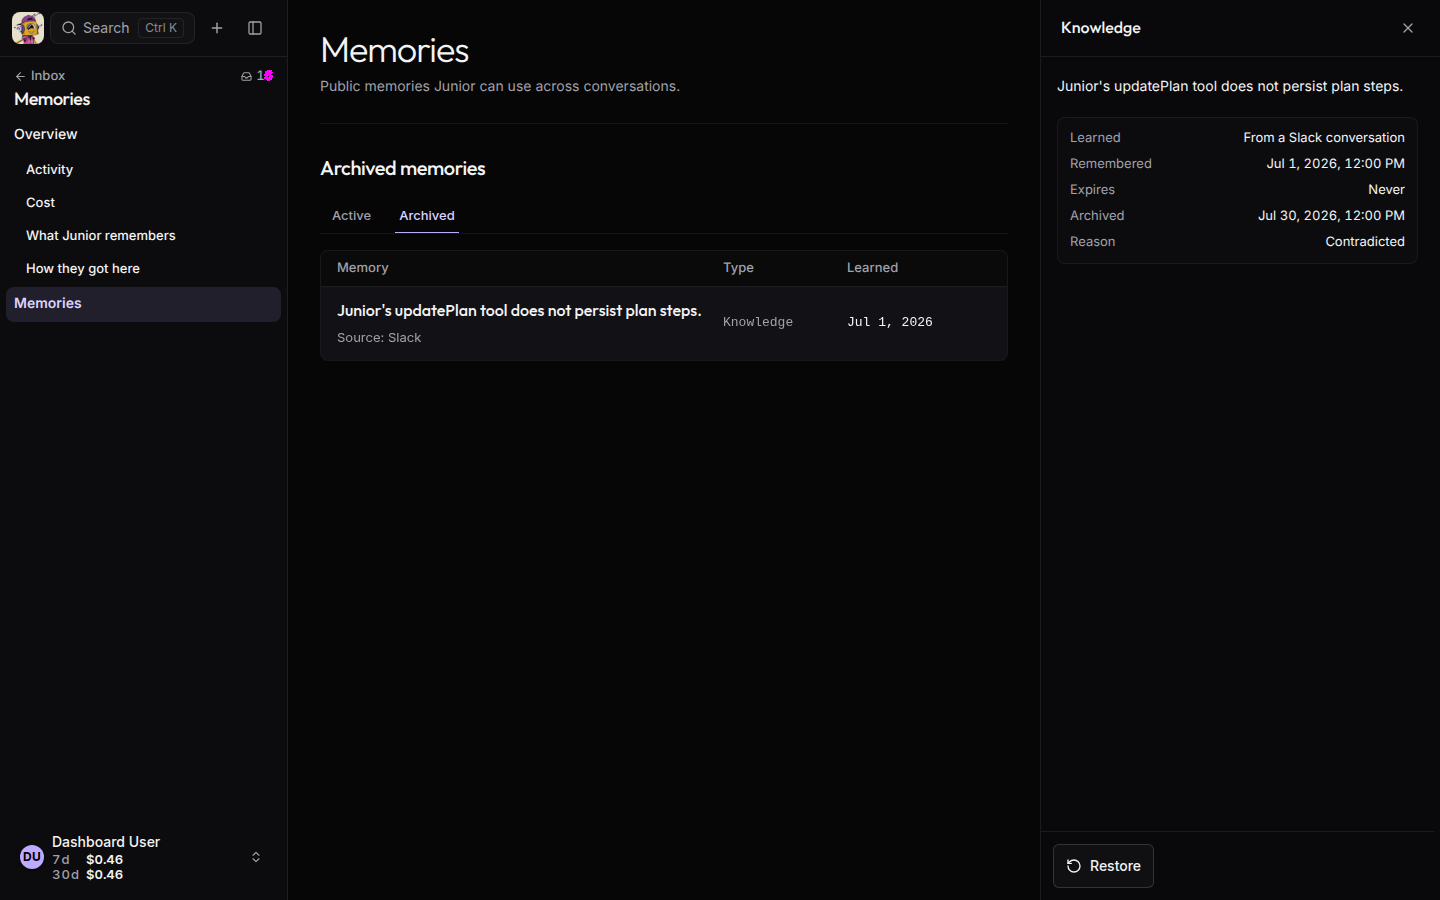 Search Ctrl K
Inbox
Memories
Overview
Activity
Cost
What Junior remembers
How they got here
Memories
Dashboard User
7d $0.46
30d $0.46
DU
Memories
Public memories Junior can use across conversations.
Archived memories
Active Archived
Memory Type Learned
Junior's updatePlan tool does not persist plan steps.
Source: Slack
Knowledge
Jul 1, 2026
Knowledge
Junior's updatePlan tool does not persist plan steps.
Learned From a Slack conversation
Remembered Jul 1, 2026, 12:00 PM
Expires Never
Archived Jul 30, 2026, 12:00 PM
Reason Contradicted
Restore